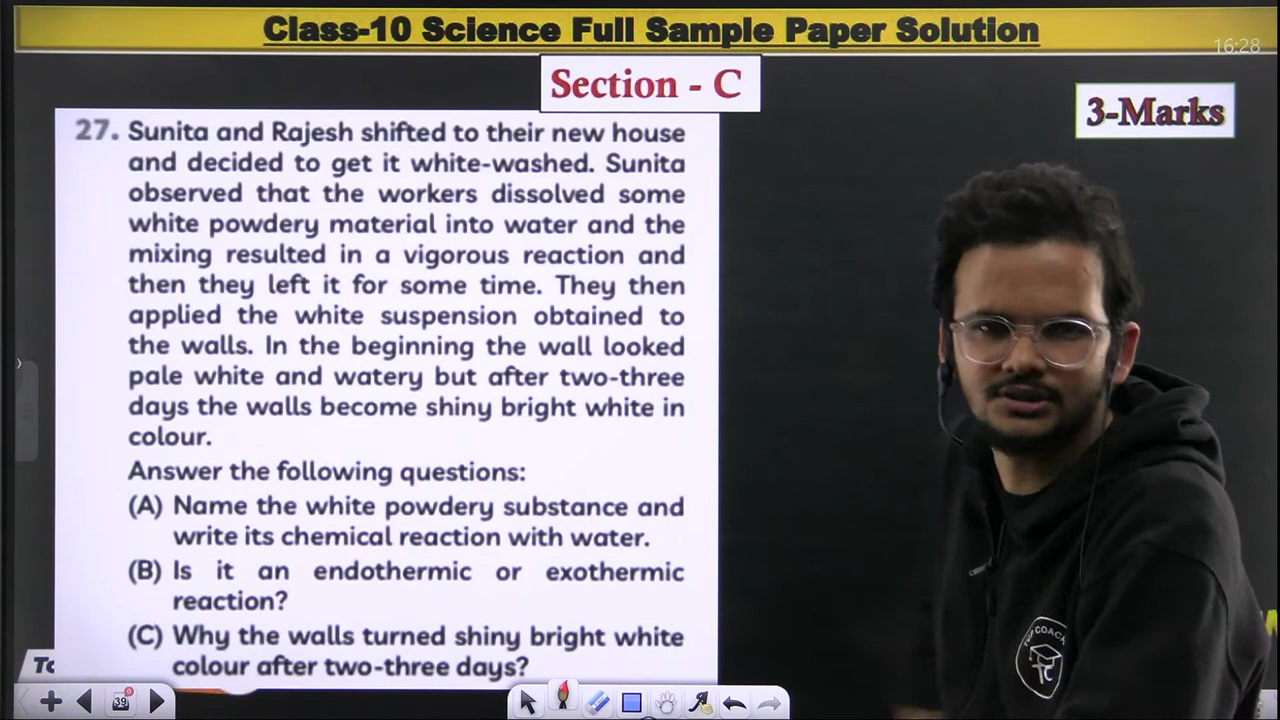 Class-10 Science Full Sample Paper Solution
16:28
Section - C
3-Marks
27. Sunita and Rajesh shifted to their new house
and decided to get it white-washed. Sunita
observed that the workers dissolved some
white powdery material into water and the
mixing resulted in a vigorous reaction and
then they left it for some time. They then
applied the white suspension obtained to
the walls. In the beginning the wall looked
pale white and watery but after two-three
days the walls become shiny bright white in
colour.
Answer the following questions:
(A) Name the white powdery substance and
write its chemical reaction with water.
(B) Is it an endothermic or exothermic
reaction?
(C) Why the walls turned shiny bright white
colour after two-three days?
TOP COACH
TC
39